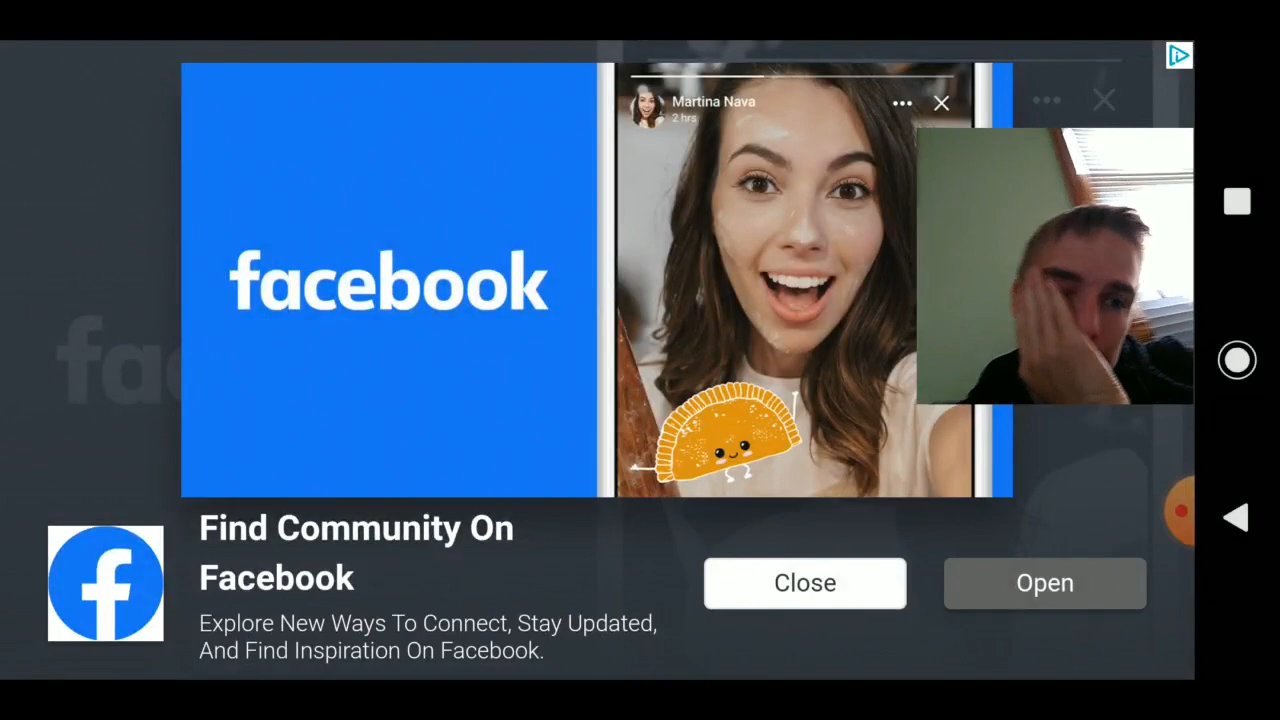 facebook
Martina Nava
2 hrs
Find Community On
Facebook
Explore New Ways To Connect, Stay Updated,
And Find Inspiration On Facebook.
Close
Open